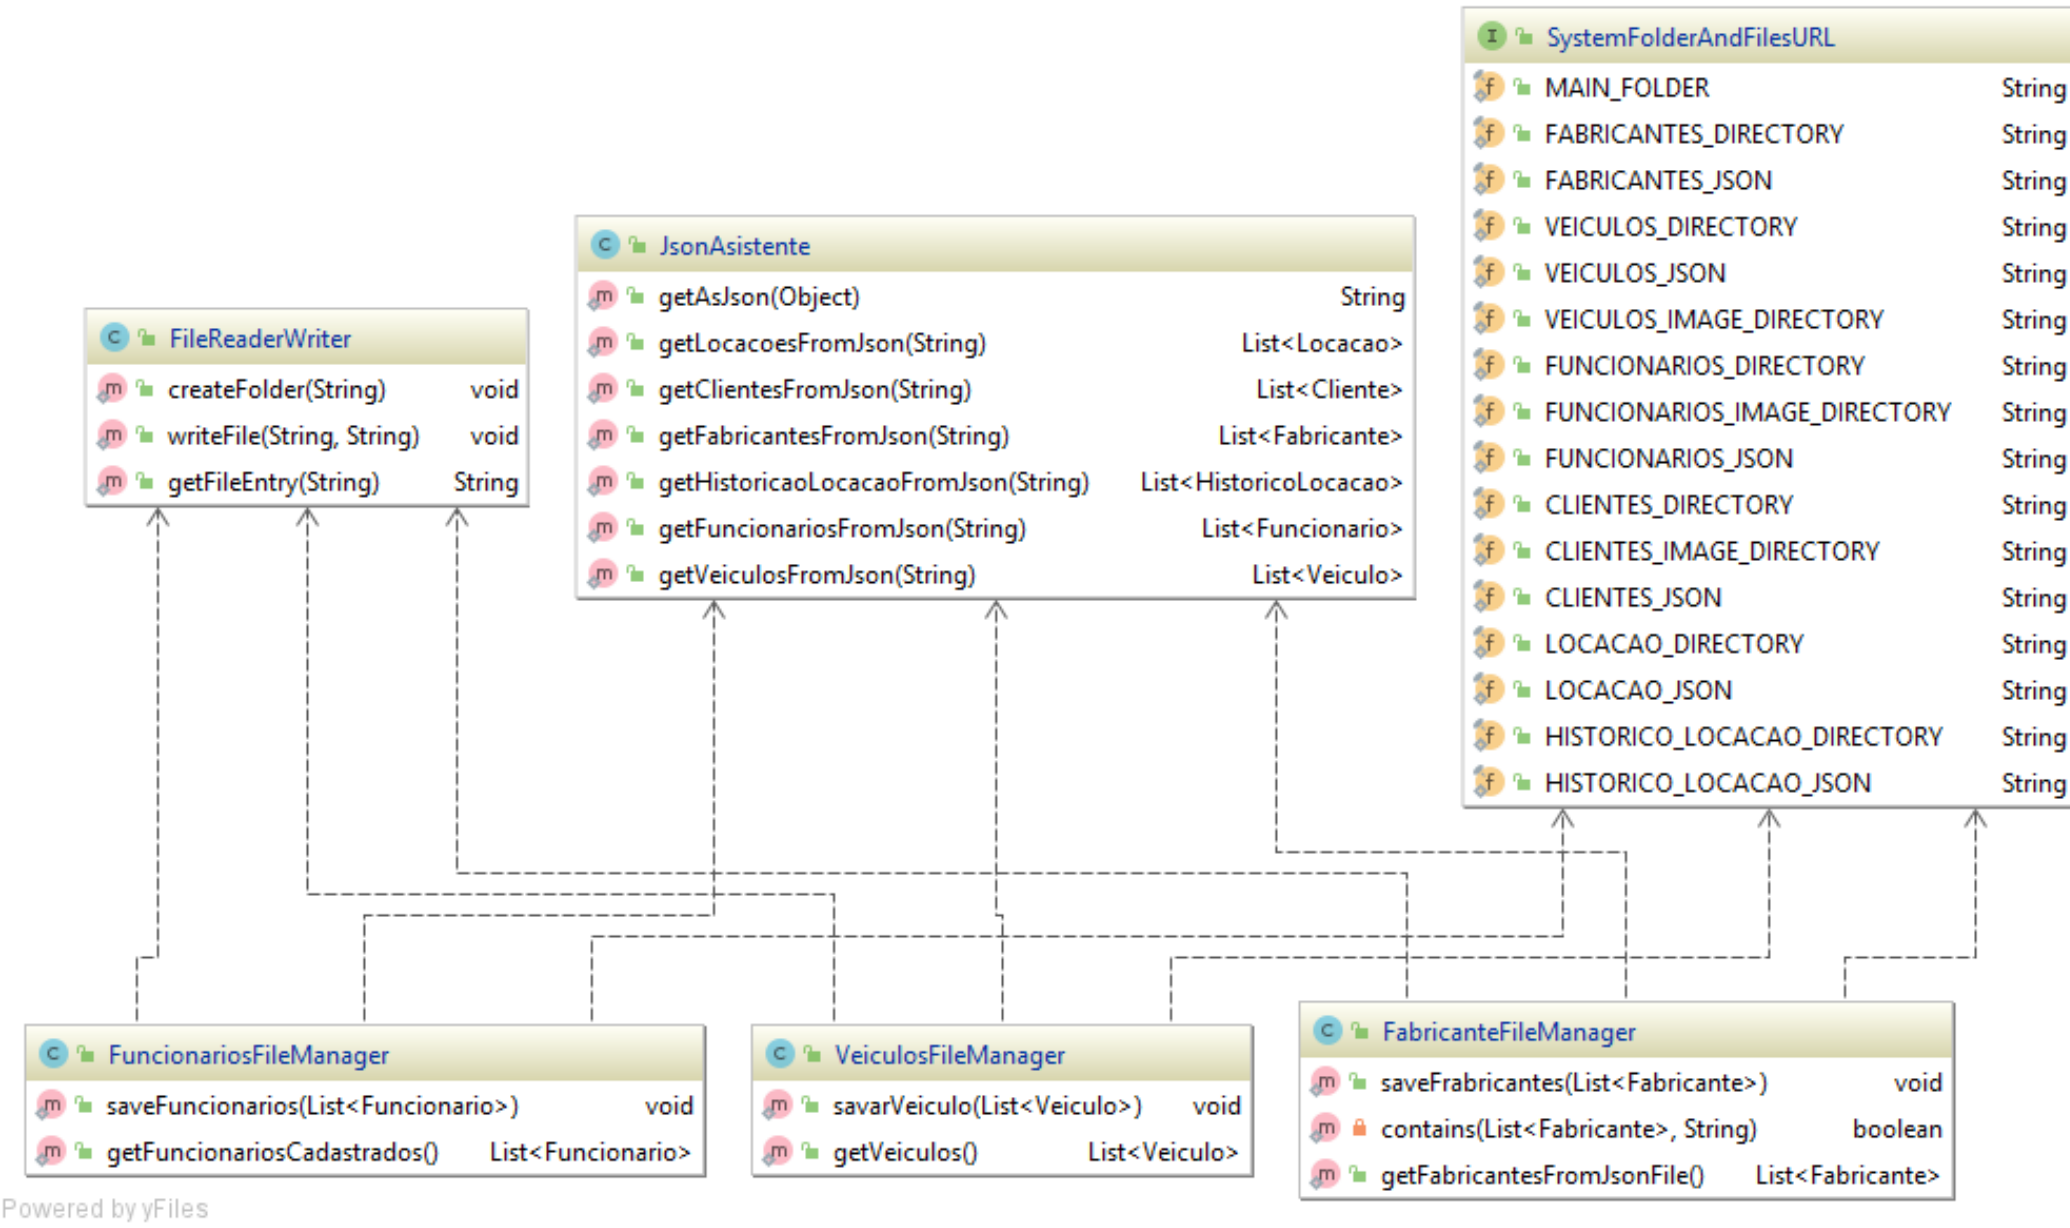 SystemFolderAndFilesURL
MAIN_FOLDER String
FABRICANTES_DIRECTORY String
FABRICANTES_JSON String
VEICULOS_DIRECTORY String
VEICULOS_JSON String
VEICULOS_IMAGE_DIRECTORY String
FUNCIONARIOS_DIRECTORY String
FUNCIONARIOS_IMAGE_DIRECTORY String
FUNCIONARIOS_JSON String
CLIENTES_DIRECTORY String
CLIENTES_IMAGE_DIRECTORY String
CLIENTES_JSON String
LOCACAO_DIRECTORY String
LOCACAO_JSON String
HISTORICO_LOCACAO_DIRECTORY String
HISTORICO_LOCACAO_JSON String
JsonAsistente
getAsJson(Object) String
getLocacoesFromJson(String) List<Locacao>
getClientesFromJson(String) List<Cliente>
getFabricantesFromJson(String) List<Fabricante>
getHistoricaoLocacaoFromJson(String) List<HistoricoLocacao>
getFuncionariosFromJson(String) List<Funcionario>
getVeiculosFromJson(String) List<Veiculo>
FileReaderWriter
createFolder(String) void
writeFile(String, String) void
getFileEntry(String) String
FuncionariosFileManager
saveFuncionarios(List<Funcionario>) void
getFuncionariosCadastrados() List<Funcionario>
VeiculosFileManager
savarVeiculo(List<Veiculo>) void
getVeiculos() List<Veiculo>
FabricanteFileManager
saveFrabricantes(List<Fabricante>) void
contains(List<Fabricante>, String) boolean
getFabricantesFromJsonFile() List<Fabricante>
Powered by yFiles